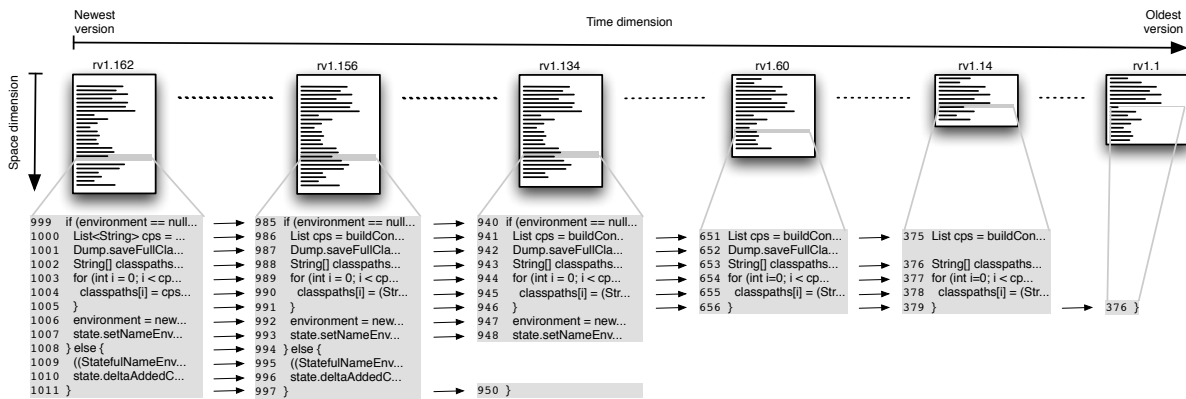 Newest version
Time dimension
Oldest version
Space dimension
rv1.162
rv1.156
rv1.134
rv1.60
rv1.14
rv1.1
999 if (environment == null...
1000 List<String> cps = ...
1001 Dump.saveFullCla...
1002 String[] classpaths...
1003 for (int i = 0; i < cp...
1004 classpaths[i] = cps...
1005 }
1006 environment = new...
1007 state.setNameEnv...
1008 } else {
1009 ((StatefulNameEnv...
1010 state.deltaAddedC...
1011 }
985 if (environment == null...
986 List cps = buildCon...
987 Dump.saveFullCla...
988 String[] classpaths...
989 for (int i = 0; i < cp...
990 classpaths[i] = (Str...
991 }
992 environment = new...
993 state.setNameEnv...
994 } else {
995 ((StatefulNameEnv...
996 state.deltaAddedC...
997 }
940 if (environment == null...
941 List cps = buildCon..
942 Dump.saveFullCla...
943 String[] classpaths...
944 for (int i = 0; i < cp...
945 classpaths[i] = (Str...
946 }
947 environment = new...
948 state.setNameEnv...
950 }
651 List cps = buildCon...
652 Dump.saveFullCla...
653 String[] classpaths...
654 for (int i=0; i < cp...
655 classpaths[i] = (Str...
656 }
375 List cps = buildCon...
376 String[] classpaths...
377 for (int i=0; i < cp...
378 classpaths[i] = (Str...
379 }
376 }